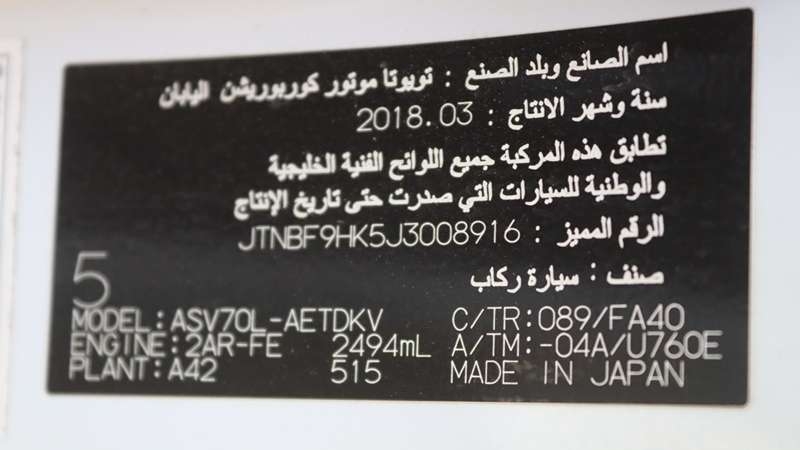 اسم الصانع وبلد الصنع : تويوتا موتور كوربوريشن اليابان
سنة وشهر الانتاج : 2018.03
تطابق هذه المركبة جميع اللوائح الفنية الخليجية
والوطنية للسيارات التي صدرت حتى تاريخ الإنتاج
الرقم المميز : JTNBF9HK5J3008916
صنف : سيارة ركاب
5
MODEL:ASV70L-AETDKV C/TR:089/FA40
ENGINE:2AR-FE 2494mL A/TM:-04A/U760E
PLANT:A42 515 MADE IN JAPAN